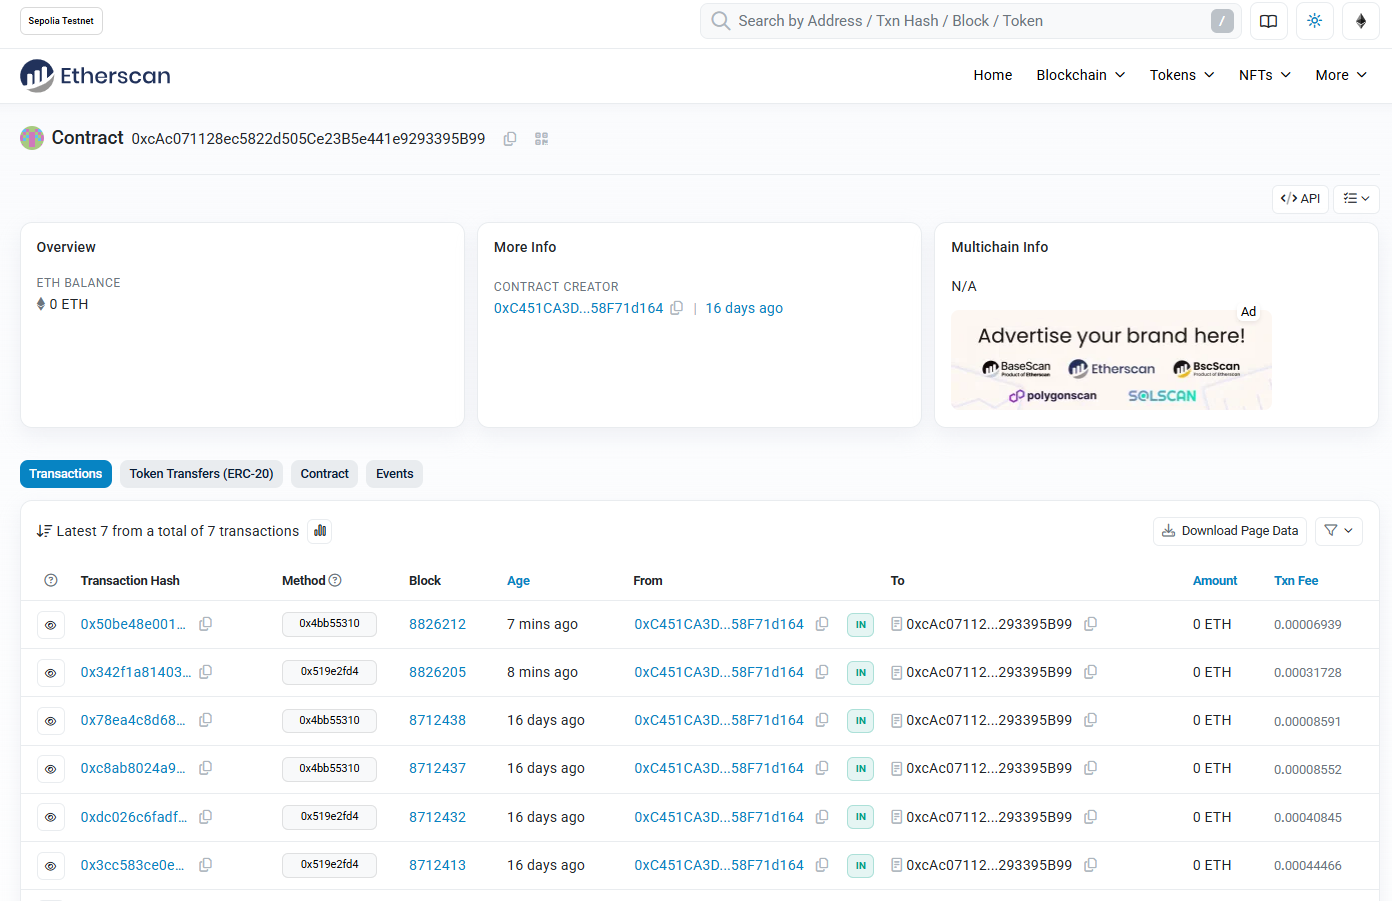 Sepolia Testnet
Search by Address / Txn Hash / Block / Token /
Etherscan
Home Blockchain Tokens NFTs More
Contract 0xcAc071128ec5822d505Ce23B5e441e9293395B99
</> API
Overview
ETH BALANCE
0 ETH
More Info
CONTRACT CREATOR
0xC451CA3D...58F71d164 | 16 days ago
Multichain Info
N/A
Ad
Advertise your brand here!
BaseScan Etherscan BscScan
Product of Etherscan Product of Etherscan
polygonscan SOLSCAN
Transactions Token Transfers (ERC-20) Contract Events
Latest 7 from a total of 7 transactions
Download Page Data
? Transaction Hash Method ? Block Age From To Amount Txn Fee
0x50be48e001... 0x4bb55310 8826212 7 mins ago 0xC451CA3D...58F71d164 IN 0xcAc07112...293395B99 0 ETH 0.00006939
0x342f1a81403... 0x519e2fd4 8826205 8 mins ago 0xC451CA3D...58F71d164 IN 0xcAc07112...293395B99 0 ETH 0.00031728
0x78ea4c8d68... 0x4bb55310 8712438 16 days ago 0xC451CA3D...58F71d164 IN 0xcAc07112...293395B99 0 ETH 0.00008591
0xc8ab8024a9... 0x4bb55310 8712437 16 days ago 0xC451CA3D...58F71d164 IN 0xcAc07112...293395B99 0 ETH 0.00008552
0xdc026c6fadf... 0x519e2fd4 8712432 16 days ago 0xC451CA3D...58F71d164 IN 0xcAc07112...293395B99 0 ETH 0.00040845
0x3cc583ce0e... 0x519e2fd4 8712413 16 days ago 0xC451CA3D...58F71d164 IN 0xcAc07112...293395B99 0 ETH 0.00044466